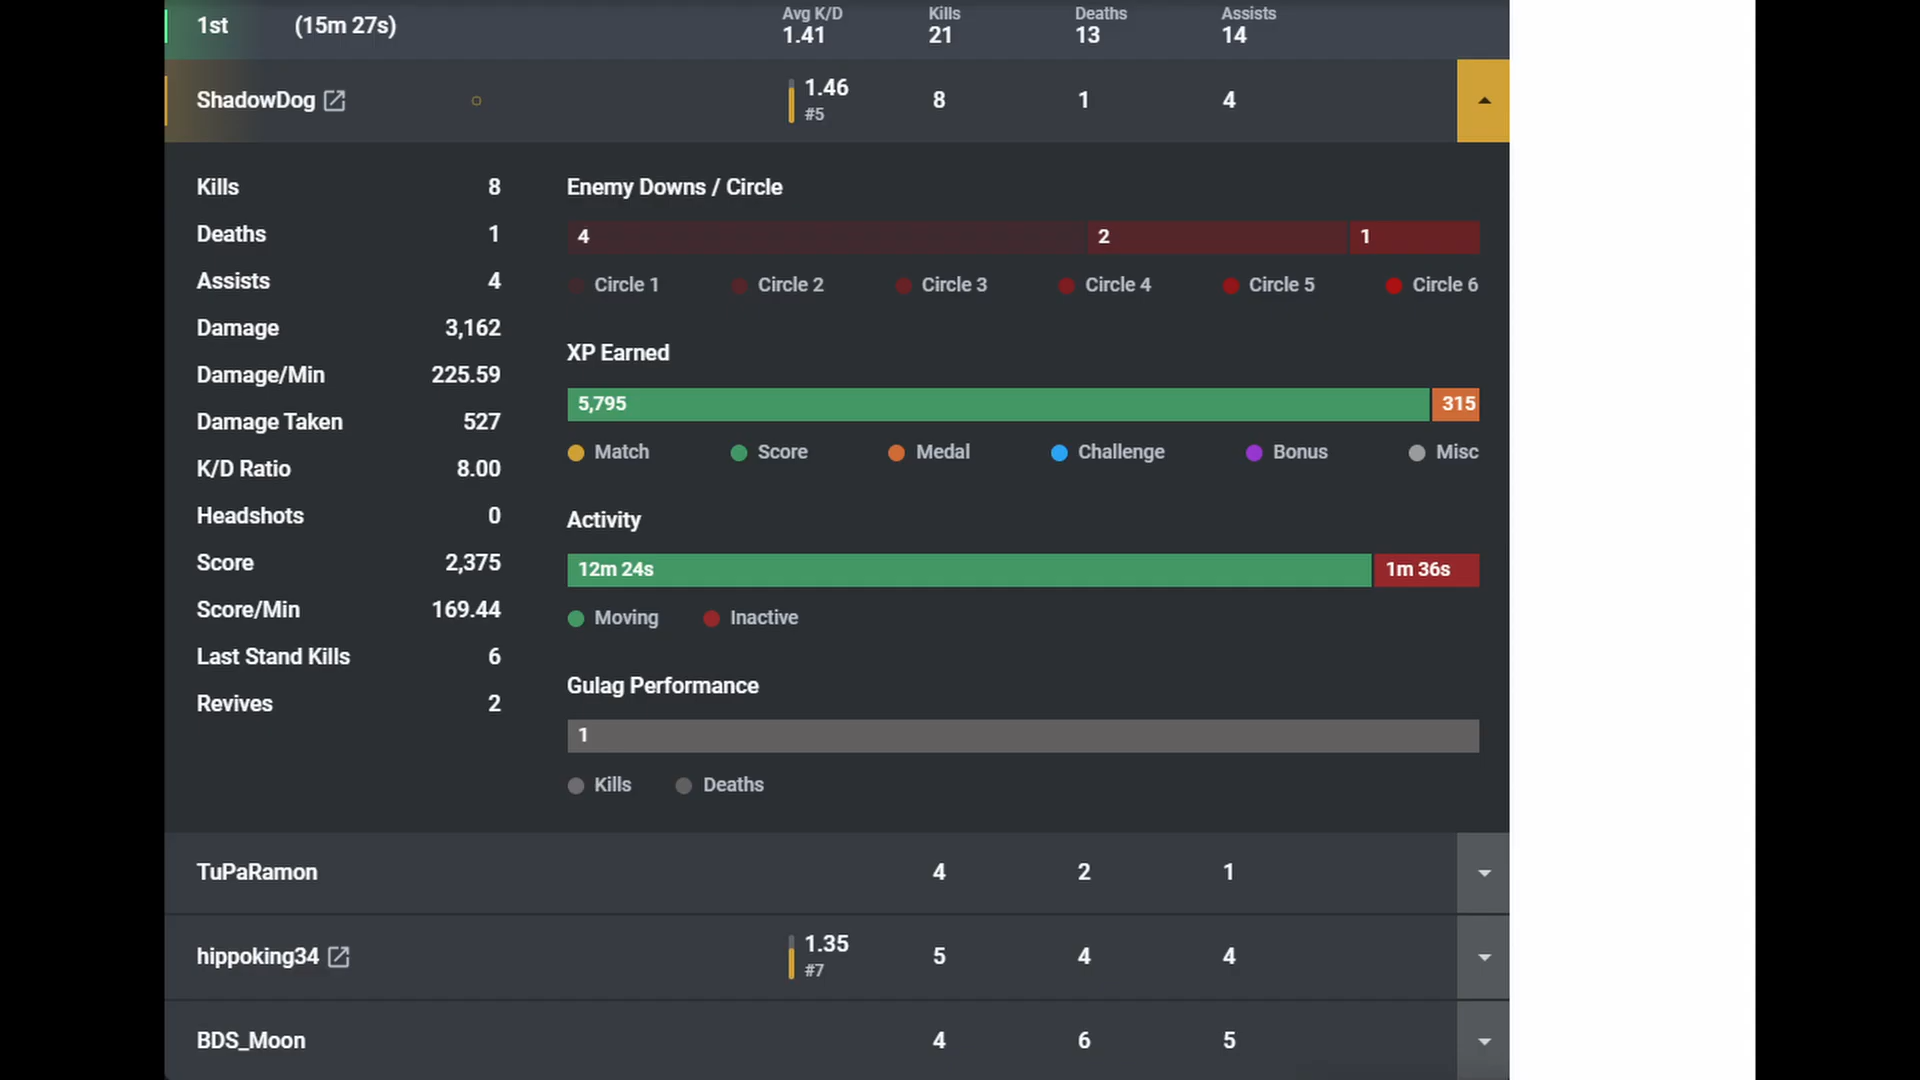 1st (15m 27s) Avg K/D Kills Deaths Assists
1.41 21 13 14
ShadowDog 1.46 8 1 4
#5
Kills 8
Deaths 1
Assists 4
Damage 3,162
Damage/Min 225.59
Damage Taken 527
K/D Ratio 8.00
Headshots 0
Score 2,375
Score/Min 169.44
Last Stand Kills 6
Revives 2
Enemy Downs / Circle
4 2 1
Circle 1 Circle 2 Circle 3 Circle 4 Circle 5 Circle 6
XP Earned
5,795 315
Match Score Medal Challenge Bonus Misc
Activity
12m 24s 1m 36s
Moving Inactive
Gulag Performance
1
Kills Deaths
TuPaRamon 4 2 1
hippoking34 1.35 5 4 4
#7
BDS_Moon 4 6 5